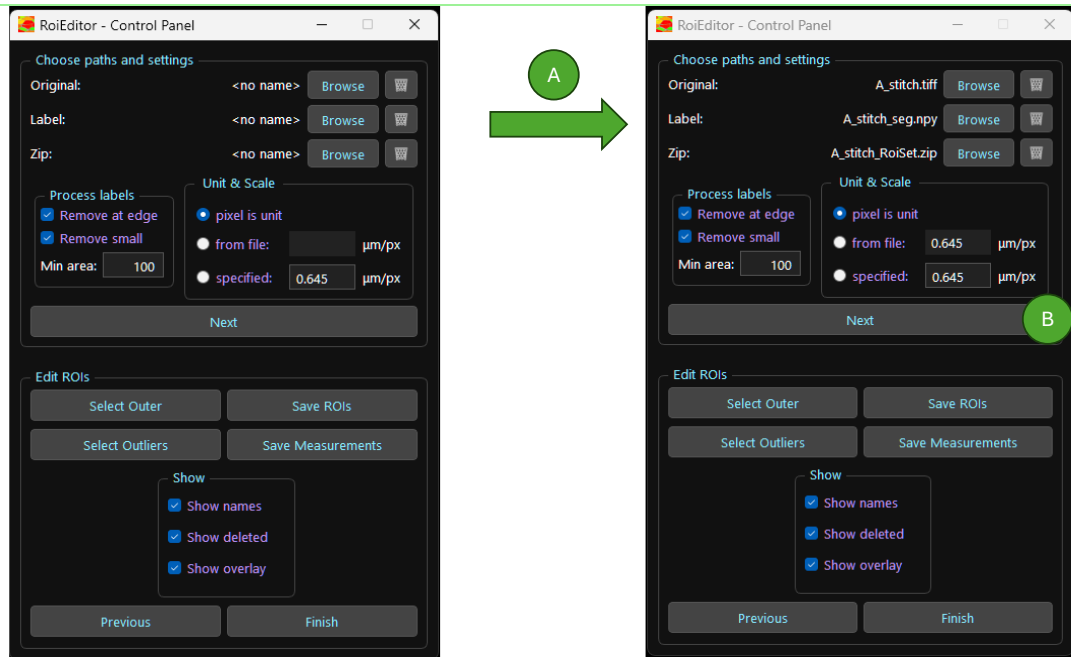 RoiEditor - Control Panel
Choose paths and settings
Original: <no name> Browse
Label: <no name> Browse
Zip: <no name> Browse
Process labels
Remove at edge
Remove small
Min area: 100
Unit & Scale
pixel is unit
from file: µm/px
specified: 0.645 µm/px
Next
Edit ROIs
Select Outer Save ROIs
Select Outliers Save Measurements
Show
Show names
Show deleted
Show overlay
Previous Finish
A
RoiEditor - Control Panel
Choose paths and settings
Original: A_stitch.tiff Browse
Label: A_stitch_seg.npy Browse
Zip: A_stitch_RoiSet.zip Browse
Process labels
Remove at edge
Remove small
Min area: 100
Unit & Scale
pixel is unit
from file: 0.645 µm/px
specified: 0.645 µm/px
Next
B
Edit ROIs
Select Outer Save ROIs
Select Outliers Save Measurements
Show
Show names
Show deleted
Show overlay
Previous Finish